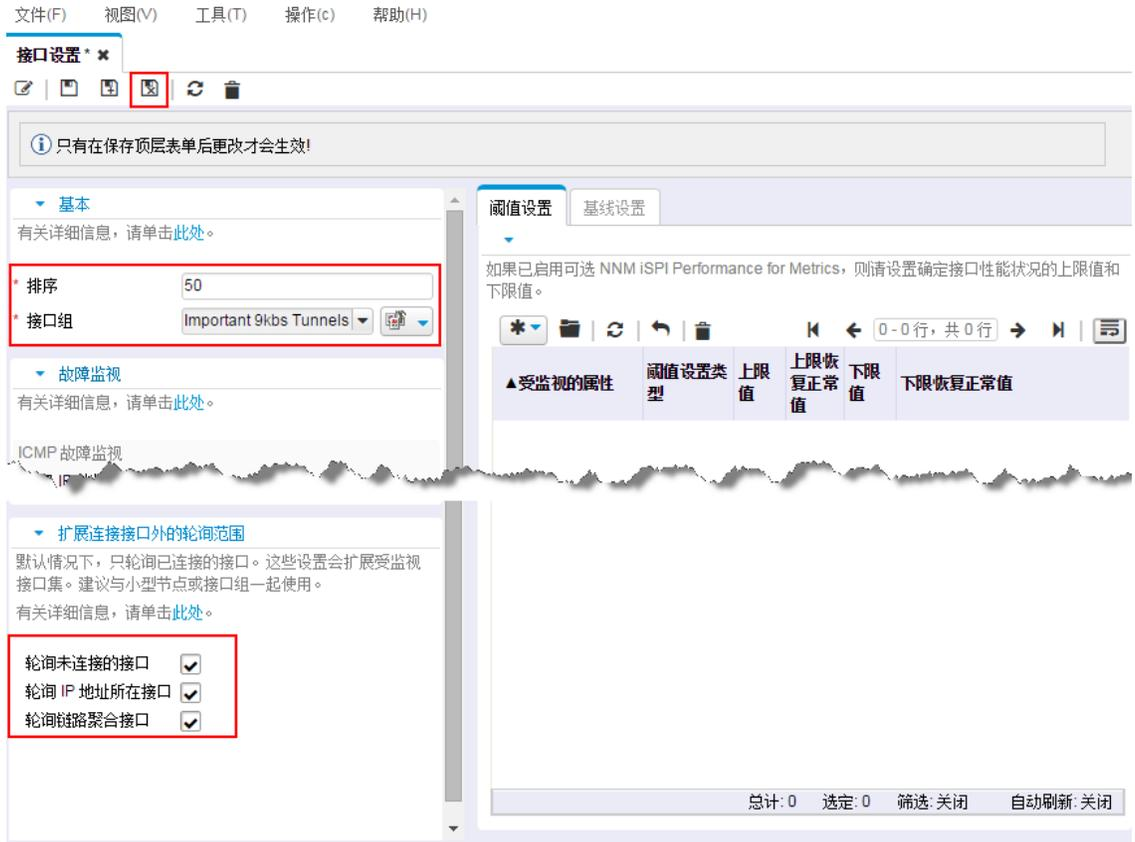 文件(F) 视图(V) 工具(T) 操作(c) 帮助(H)
接口设置 *
只有在保存顶层表单后更改才会生效!
基本
有关详细信息，请单击此处。
* 排序 50
* 接口组 Important 9kbs Tunnels
故障监视
有关详细信息，请单击此处。
ICMP 故障监视
扩展连接接口外的轮询范围
默认情况下，只轮询已连接的接口。这些设置会扩展受监视
接口集。建议与小型节点或接口组一起使用。
有关详细信息，请单击此处。
轮询未连接的接口
轮询 IP 地址所在接口
轮询链路聚合接口
阈值设置 基线设置
如果已启用可选 NNM iSPI Performance for Metrics，则请设置确定接口性能状况的上限值和
下限值。
0 - 0 行，共 0 行
▲受监视的属性
阈值设置类
型
上限
值
上限恢
复正常
值
下限
值
下限恢复正常值
总计: 0 选定: 0 筛选: 关闭 自动刷新: 关闭